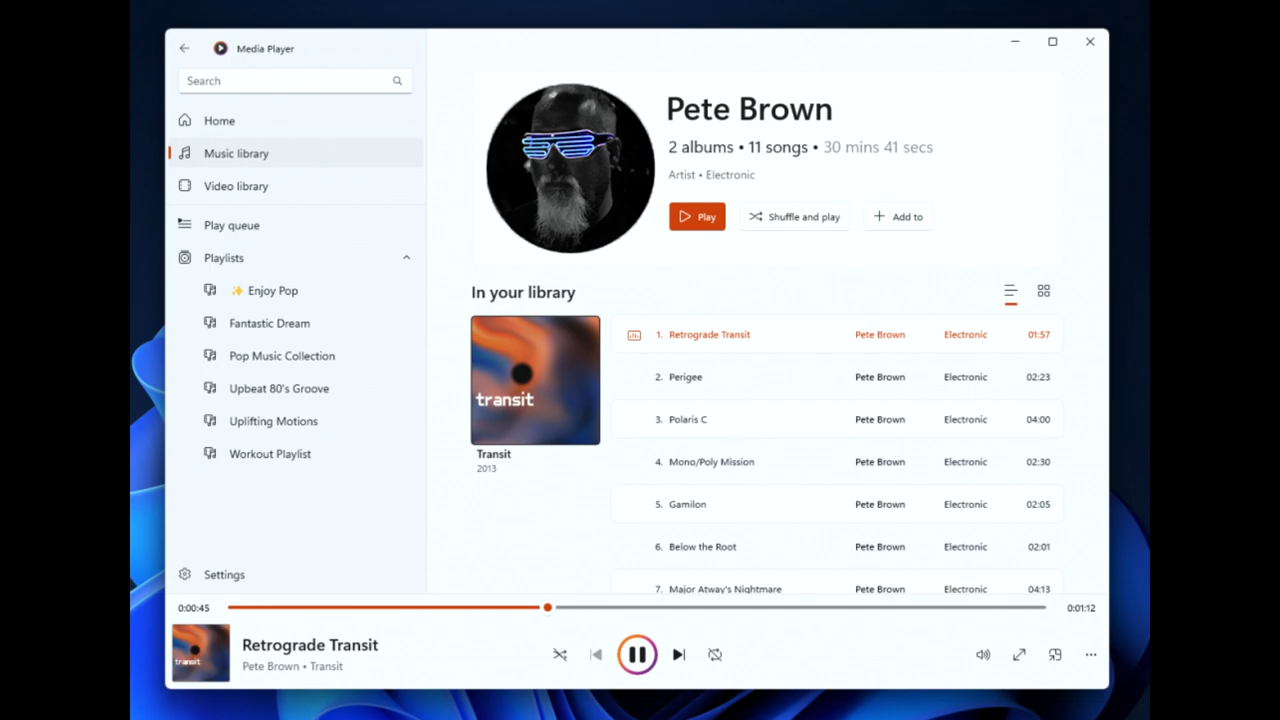 Media Player
Search
Home
Music library
Video library
Play queue
Playlists
✨ Enjoy Pop
Fantastic Dream
Pop Music Collection
Upbeat 80's Groove
Uplifting Motions
Workout Playlist
Settings
Pete Brown
2 albums • 11 songs • 30 mins 41 secs
Artist • Electronic
Play Shuffle and play Add to
In your library
transit
Transit
2013
1. Retrograde Transit Pete Brown Electronic 01:57
2. Perigee Pete Brown Electronic 02:23
3. Polaris C Pete Brown Electronic 04:00
4. Mono/Poly Mission Pete Brown Electronic 02:30
5. Gamilon Pete Brown Electronic 02:05
6. Below the Root Pete Brown Electronic 02:01
7. Major Atway's Nightmare Pete Brown Electronic 04:13
0:00:45 0:01:12
transit
Retrograde Transit
Pete Brown • Transit